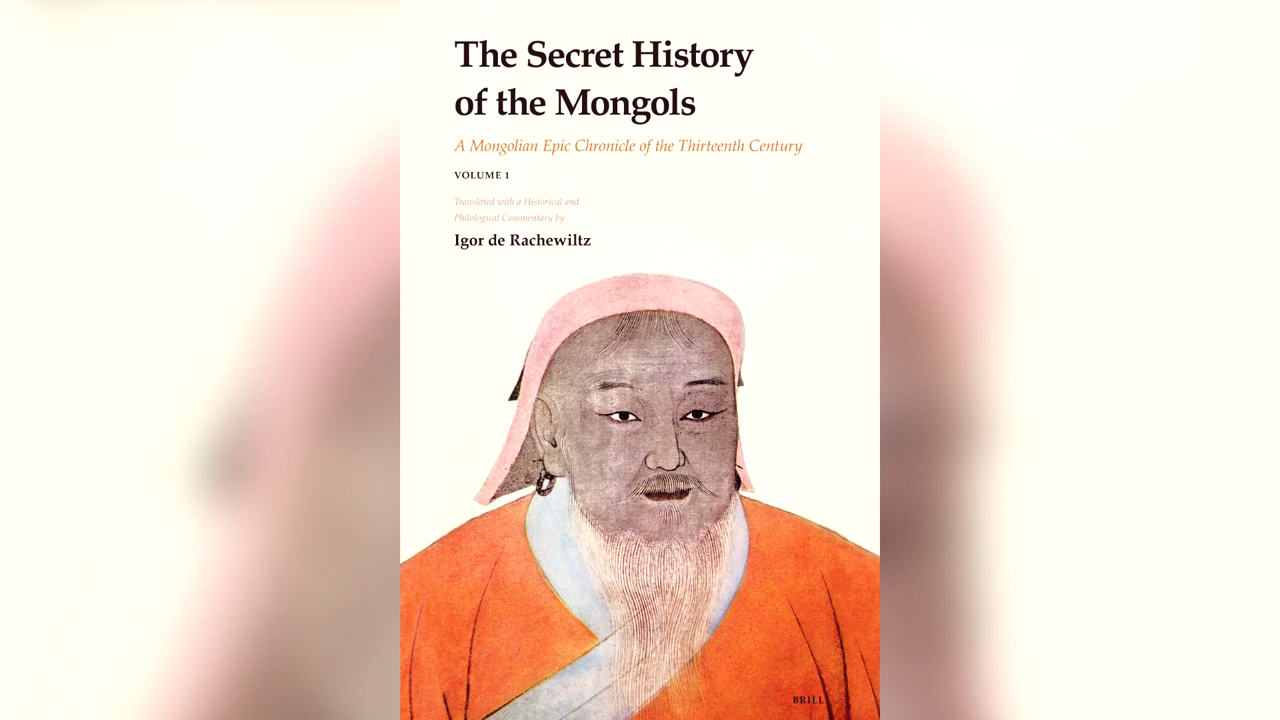 The Secret History
of the Mongols
A Mongolian Epic Chronicle of the Thirteenth Century
VOLUME 1
Translated with a Historical and
Philological Commentary by
Igor de Rachewiltz
BRILL